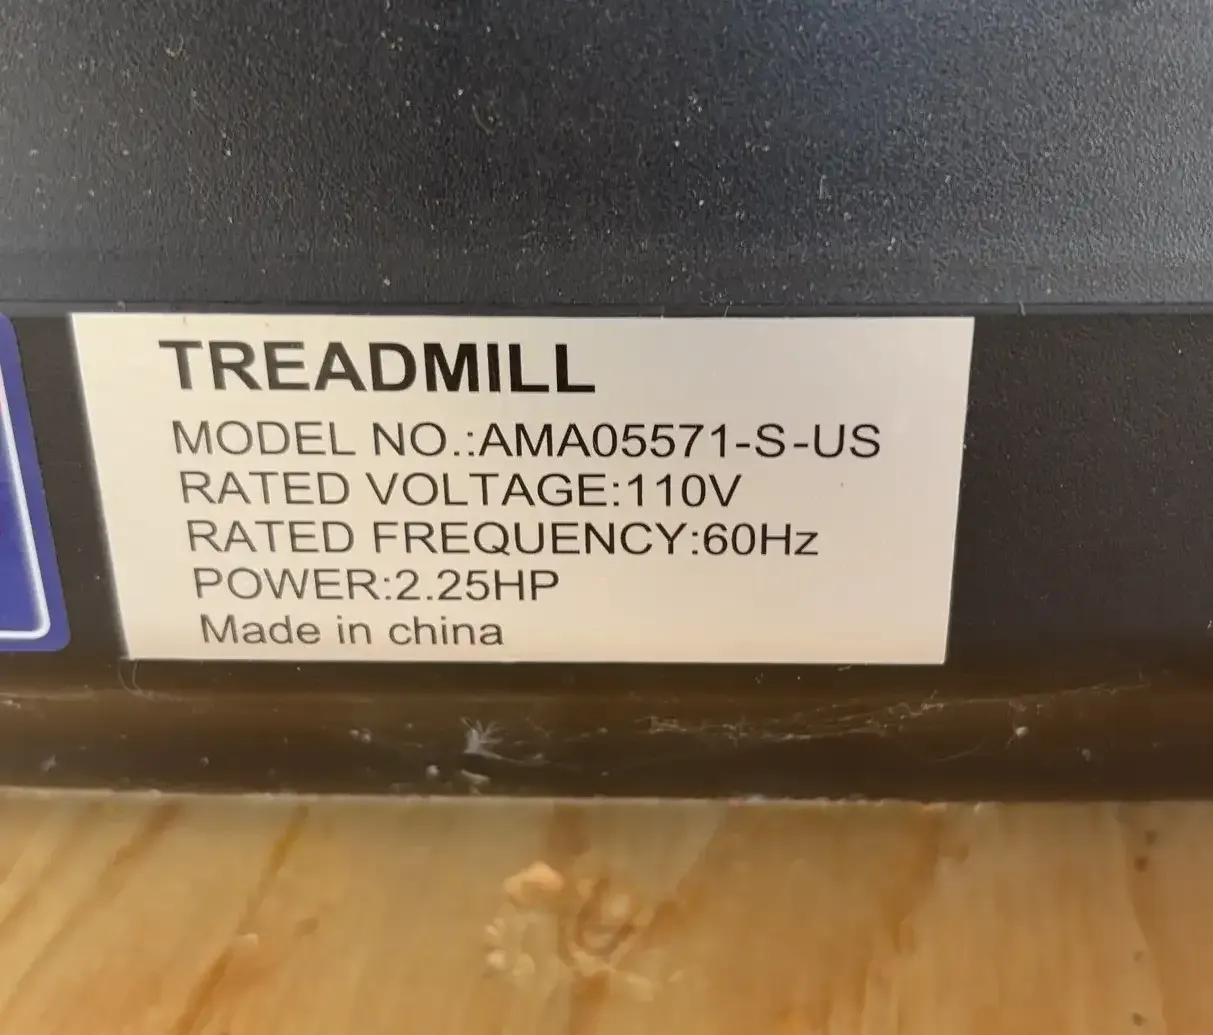 TREADMILL
MODEL NO.:AMA05571-S-US
RATED VOLTAGE:110V
RATED FREQUENCY:60Hz
POWER:2.25HP
Made in china